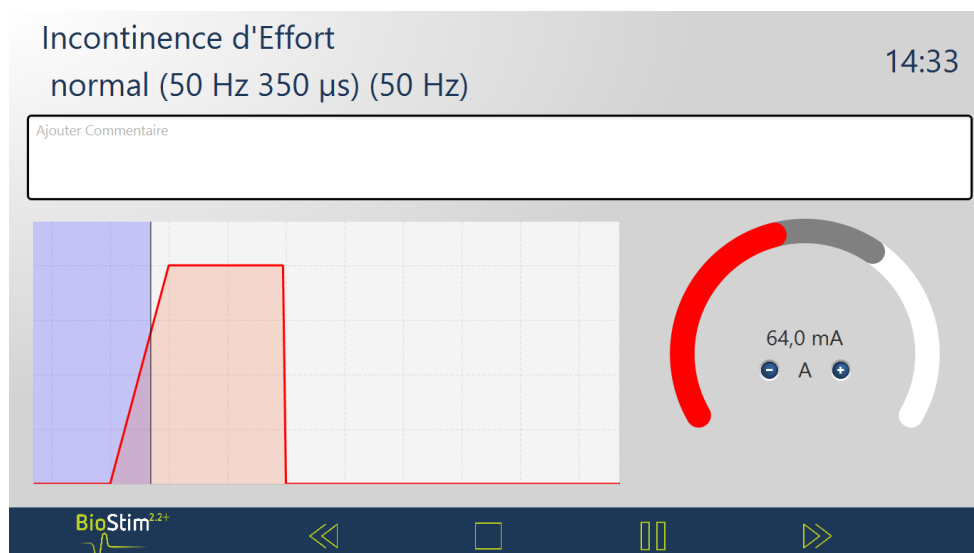 Incontinence d'Effort
normal (50 Hz 350 µs) (50 Hz)
14:33
Ajouter Commentaire
64,0 mA
A
BioStim2.2+